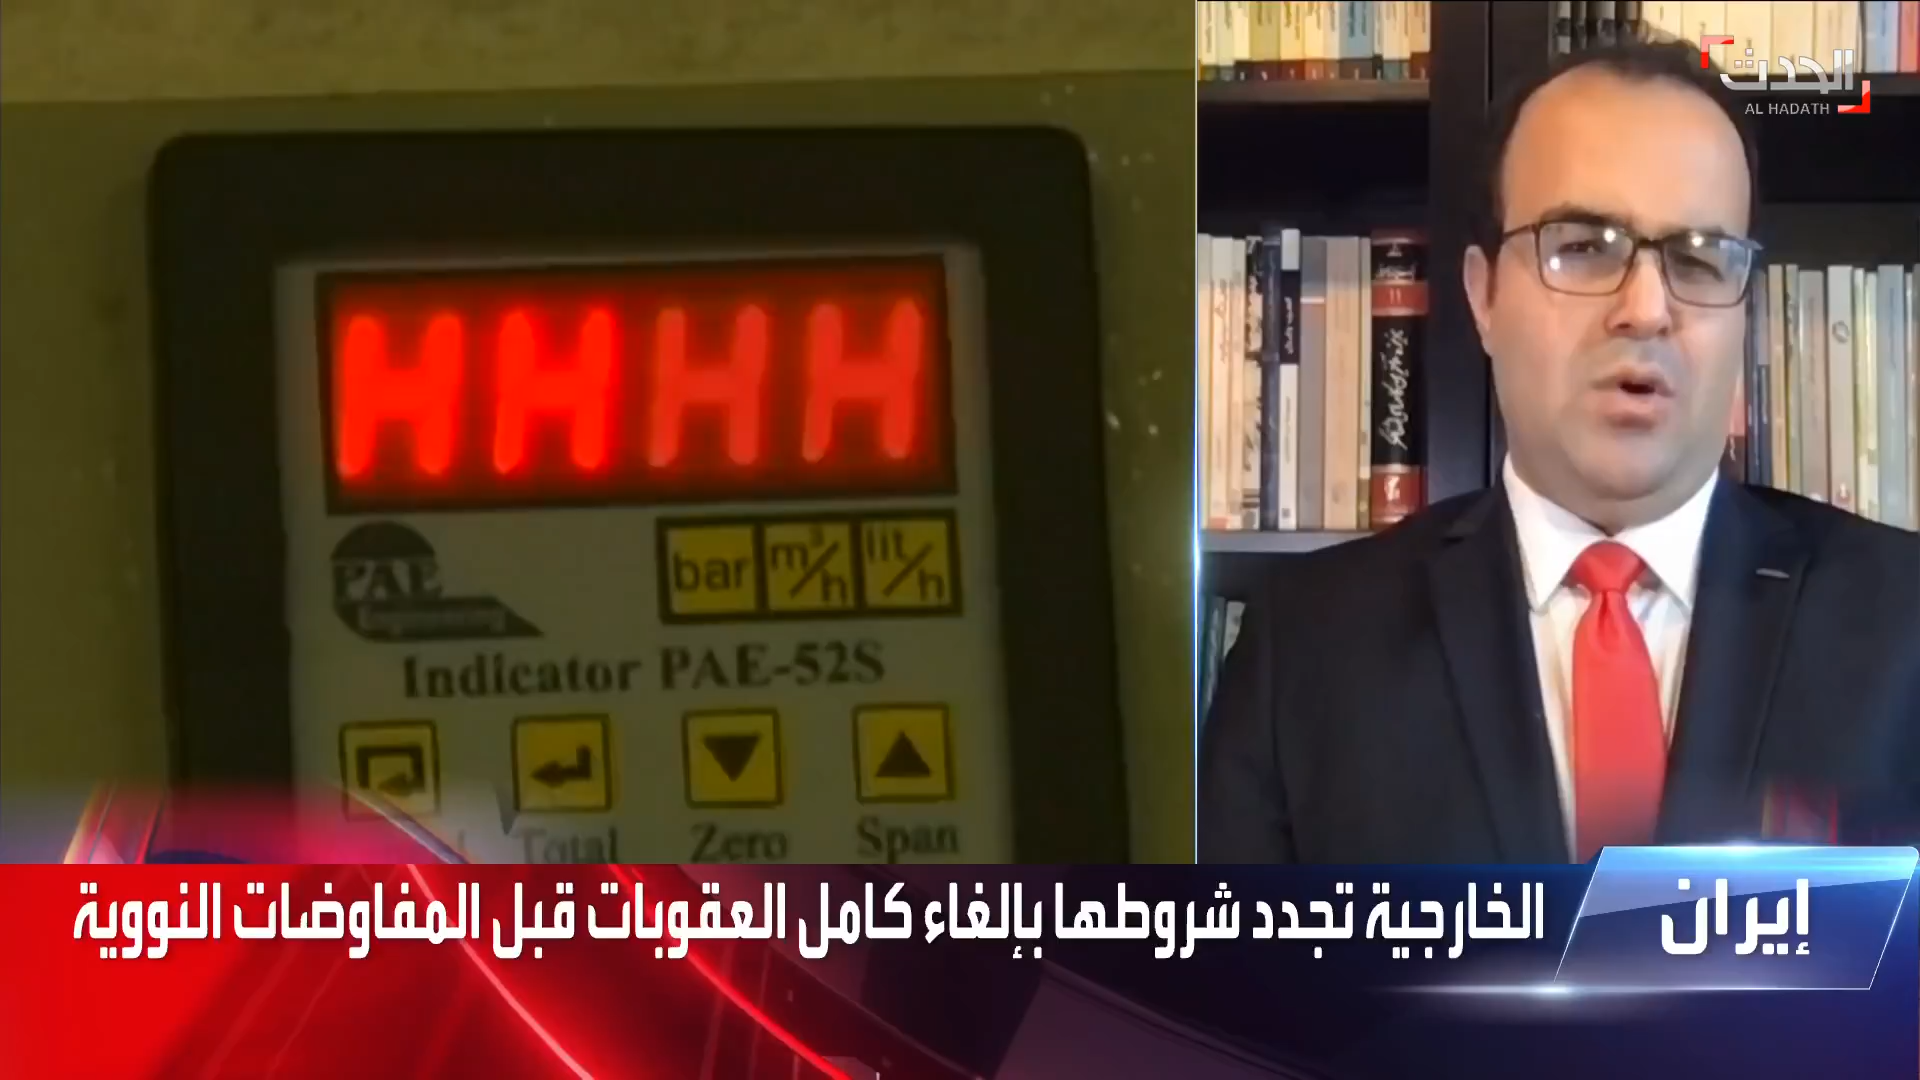 الحدث
AL HADATH
HHHH
PAE
Engineering
bar m³/h lit/h
Indicator PAE-52S
Total Zero Span
إيران
الخارجية تجدد شروطها بإلغاء كامل العقوبات قبل المفاوضات النووية